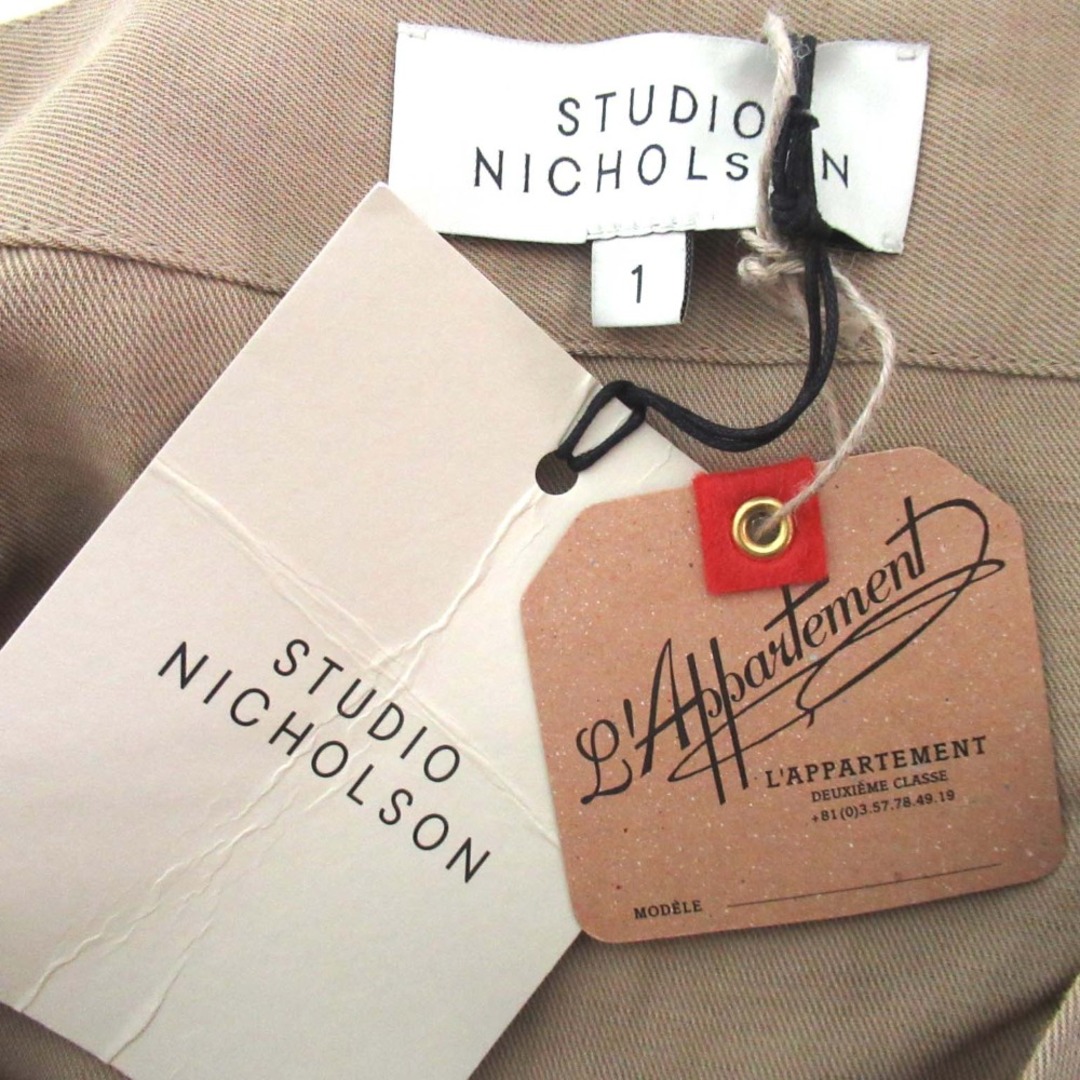 STUDIO
NICHOLSON
1
STUDIO
NICHOLSON
L'Appartement
L'APPARTEMENT
DEUXIÈME CLASSE
+81(0)3.57.78.49.19
MODÈLE